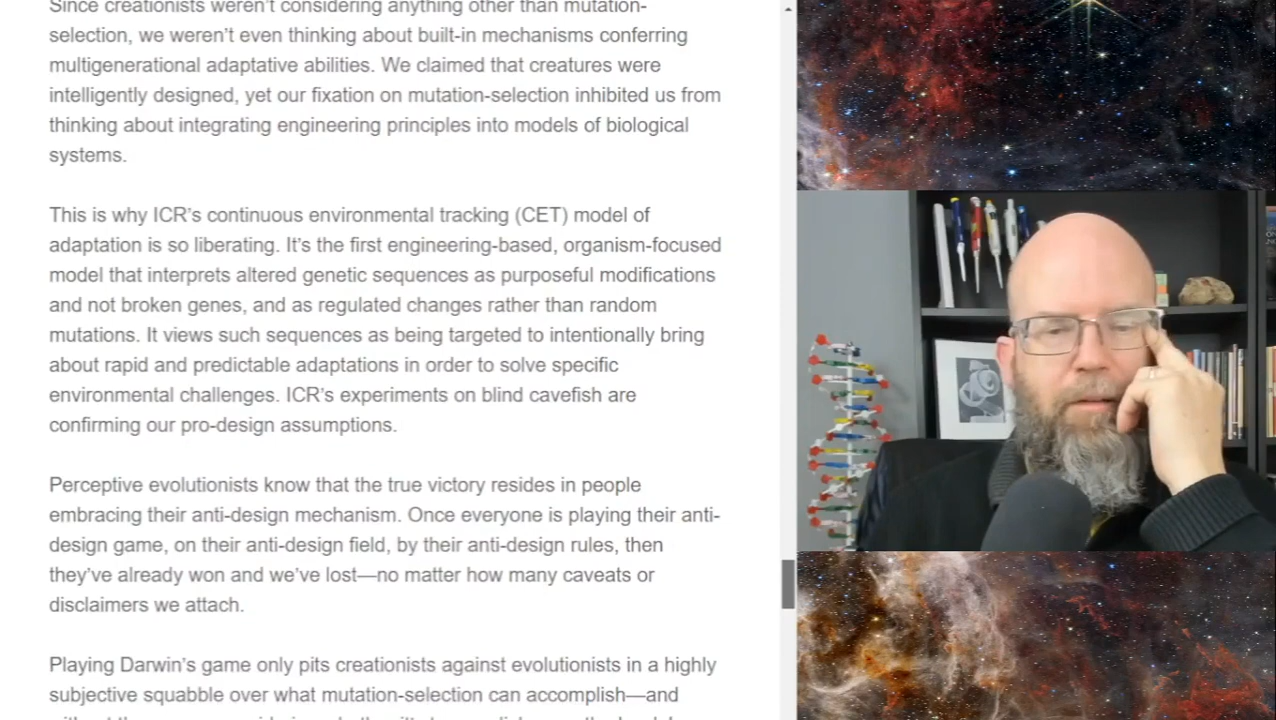 Since creationists weren't considering anything other than mutation-
selection, we weren't even thinking about built-in mechanisms conferring
multigenerational adaptative abilities. We claimed that creatures were
intelligently designed, yet our fixation on mutation-selection inhibited us from
thinking about integrating engineering principles into models of biological
systems.
This is why ICR's continuous environmental tracking (CET) model of
adaptation is so liberating. It's the first engineering-based, organism-focused
model that interprets altered genetic sequences as purposeful modifications
and not broken genes, and as regulated changes rather than random
mutations. It views such sequences as being targeted to intentionally bring
about rapid and predictable adaptations in order to solve specific
environmental challenges. ICR's experiments on blind cavefish are
confirming our pro-design assumptions.
Perceptive evolutionists know that the true victory resides in people
embracing their anti-design mechanism. Once everyone is playing their anti-
design game, on their anti-design field, by their anti-design rules, then
they've already won and we've lost—no matter how many caveats or
disclaimers we attach.
Playing Darwin's game only pits creationists against evolutionists in a highly
subjective squabble over what mutation-selection can accomplish—and